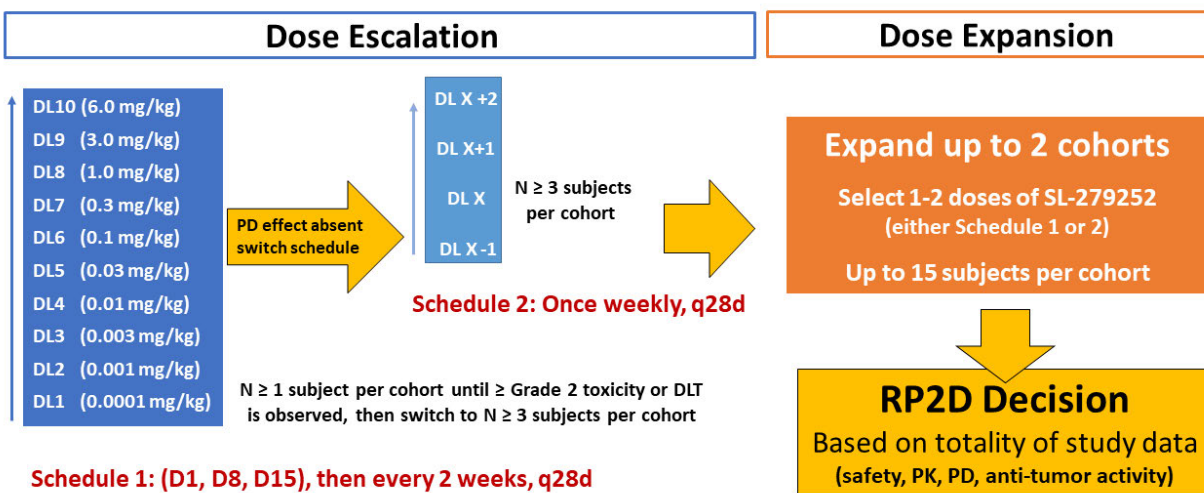 Dose Escalation
DL10 (6.0 mg/kg)
DL9 (3.0 mg/kg)
DL8 (1.0 mg/kg)
DL7 (0.3 mg/kg)
DL6 (0.1 mg/kg)
DL5 (0.03 mg/kg)
DL4 (0.01 mg/kg)
DL3 (0.003 mg/kg)
DL2 (0.001 mg/kg)
DL1 (0.0001 mg/kg)
PD effect absent
switch schedule
DL X +2
DL X+1
DL X
DL X-1
N ≥ 3 subjects
per cohort
Schedule 2: Once weekly, q28d
N ≥ 1 subject per cohort until ≥ Grade 2 toxicity or DLT
is observed, then switch to N ≥ 3 subjects per cohort
Schedule 1: (D1, D8, D15), then every 2 weeks, q28d
Dose Expansion
Expand up to 2 cohorts
Select 1-2 doses of SL-279252
(either Schedule 1 or 2)
Up to 15 subjects per cohort
RP2D Decision
Based on totality of study data
(safety, PK, PD, anti-tumor activity)